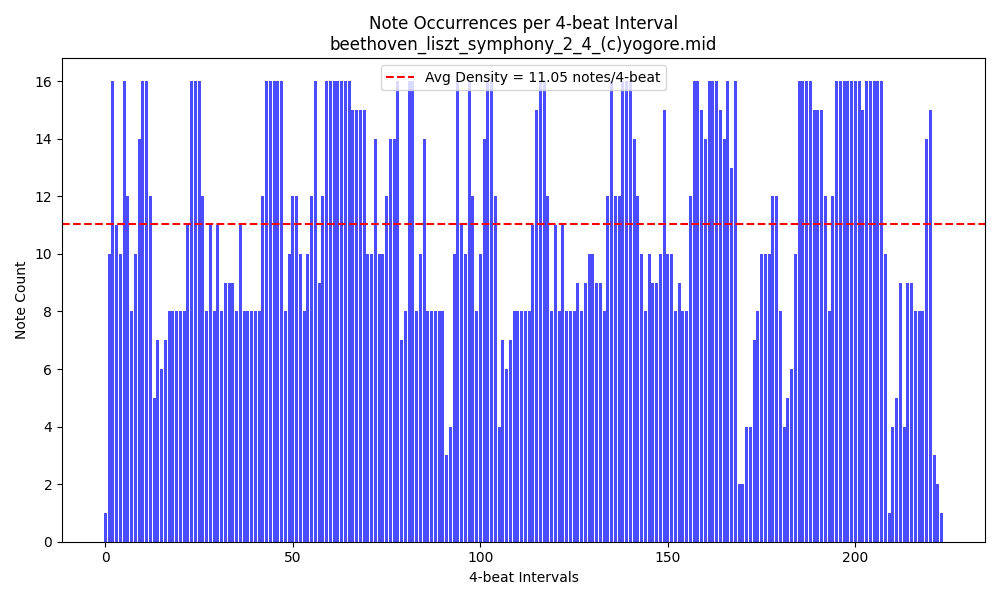 Note Occurrences per 4-beat Interval
beethoven_liszt_symphony_2_4_(c)yogore.mid
Avg Density = 11.05 notes/4-beat
Note Count
16
14
12
10
8
6
4
2
0
0 50 100 150 200
4-beat Intervals